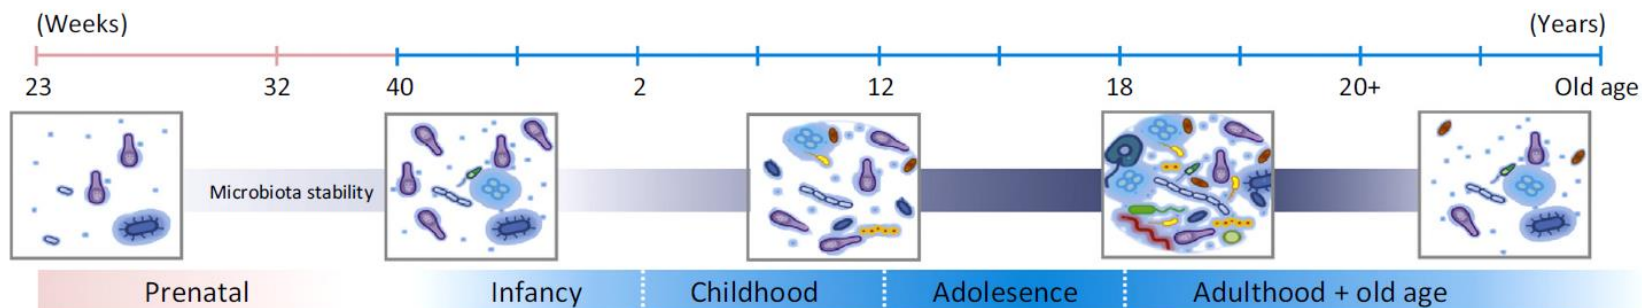 (Weeks) (Years)
23 32 40 2 12 18 20+ Old age
Microbiota stability
Prenatal Infancy Childhood Adolesence Adulthood + old age